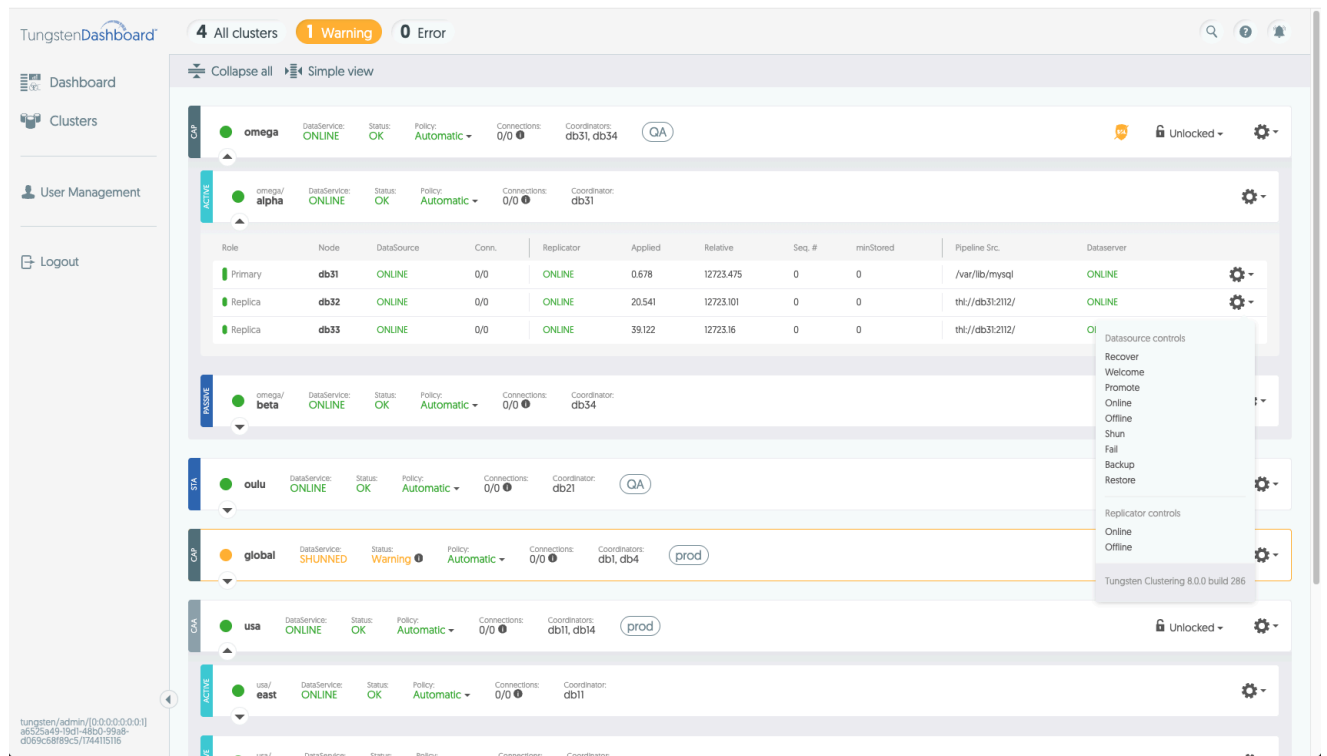 TungstenDashboard
4 All clusters 1 Warning 0 Error
Collapse all Simple view
Dashboard
Clusters
User Management
Logout
CAP
omega DataService: ONLINE Status: OK Policy: Automatic Connections: 0/0 Coordinators: db31, db34 QA Unlocked
ACTIVE
omega/ alpha DataService: ONLINE Status: OK Policy: Automatic Connections: 0/0 Coordinator: db31
Role Node DataSource Conn. Replicator Applied Relative Seq. # minStored Pipeline Src. Dataserver
Primary db31 ONLINE 0/0 ONLINE 0.678 12723.475 0 0 /var/lib/mysql ONLINE
Replica db32 ONLINE 0/0 ONLINE 20.541 12723.101 0 0 thl://db31:2112/ ONLINE
Replica db33 ONLINE 0/0 ONLINE 39.122 12723.16 0 0 thl://db31:2112/
Datasource controls
Recover
Welcome
Promote
Online
Offline
Shun
Fail
Backup
Restore
Replicator controls
Online
Offline
Tungsten Clustering 8.0.0 build 286
PASSIVE
omega/ beta DataService: ONLINE Status: OK Policy: Automatic Connections: 0/0 Coordinator: db34
STA
oulu DataService: ONLINE Status: OK Policy: Automatic Connections: 0/0 Coordinator: db21 QA
CAP
global DataService: SHUNNED Status: Warning Policy: Automatic Connections: 0/0 Coordinators: db1, db4 prod
CAA
usa DataService: ONLINE Status: OK Policy: Automatic Connections: 0/0 Coordinators: db11, db14 prod Unlocked
ACTIVE
usa/ east DataService: ONLINE Status: OK Policy: Automatic Connections: 0/0 Coordinator: db11
tungsten/admin/[0:0:0:0:0:0:0:1]
a6525a49-19d1-48b0-99a8-
d069c68f89c5/1744115116